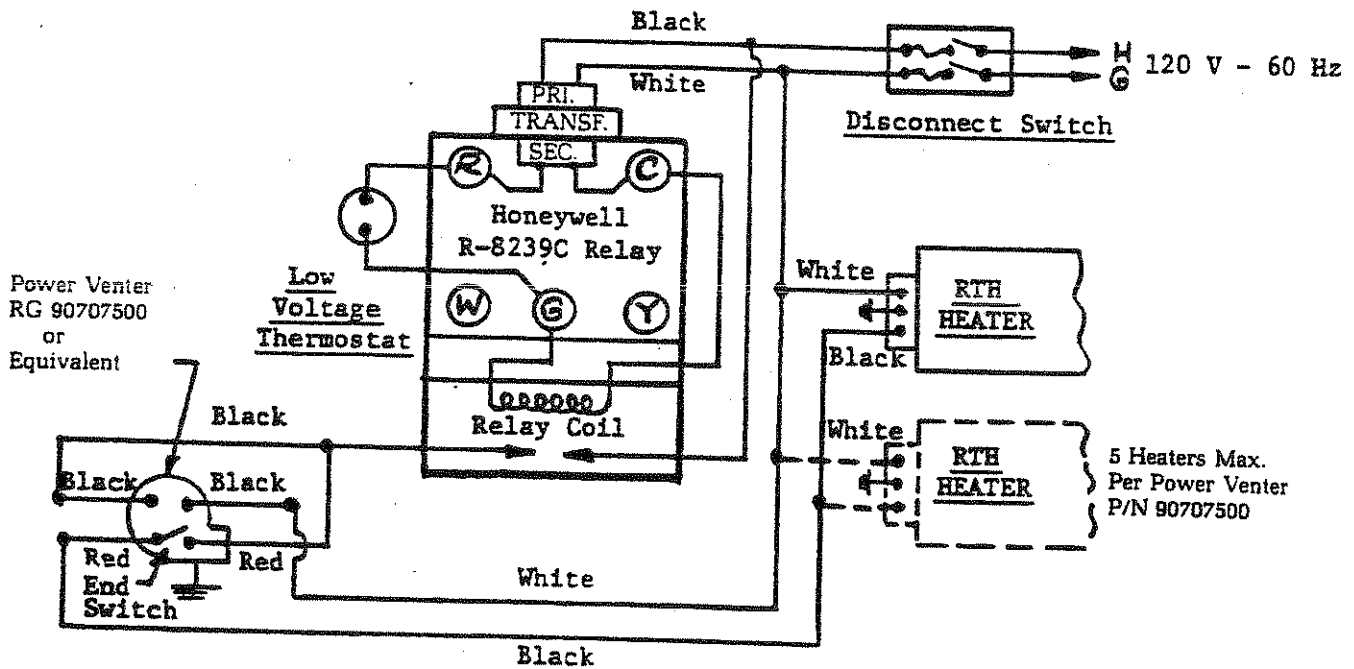 Black
H
120 V - 60 Hz
G
White
PRI.
TRANSF.
SEC.
Disconnect Switch
R
C
Honeywell
R-8239C Relay
W
G
Y
Low
Voltage
Thermostat
Power Venter
RG 90707500
or
Equivalent
White
RTH
HEATER
Black
Relay Coil
Black
Black
Black
Red
Red
End
Switch
White
RTH
HEATER
5 Heaters Max.
Per Power Venter
P/N 90707500
White
Black